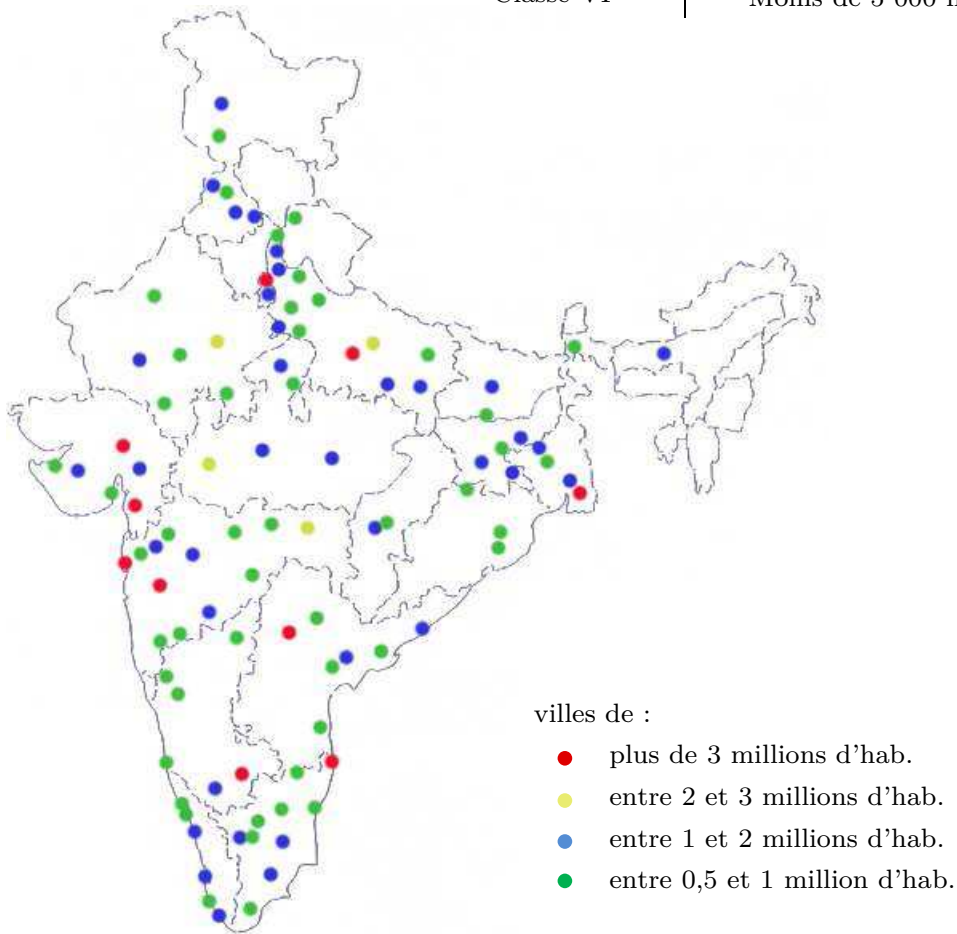 villes de :
plus de 3 millions d'hab.
entre 2 et 3 millions d'hab.
entre 1 et 2 millions d'hab.
entre 0,5 et 1 million d'hab.